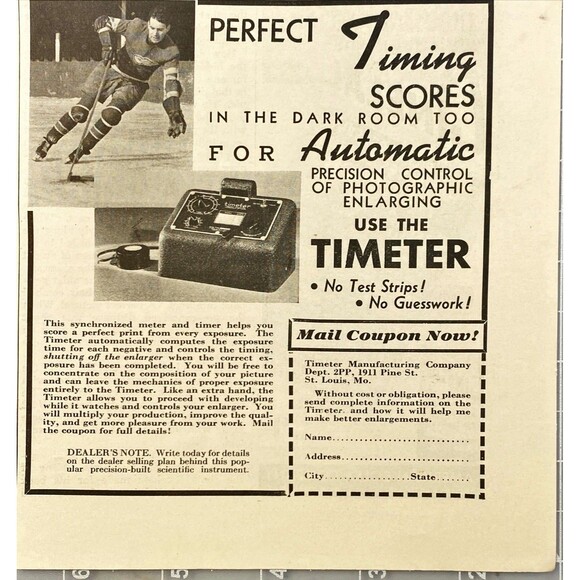 PERFECT Timing
SCORES
IN THE DARK ROOM TOO
FOR Automatic
PRECISION CONTROL
OF PHOTOGRAPHIC
ENLARGING
USE THE
TIMETER
• No Test Strips!
• No Guesswork!
timeter
This synchronized meter and timer helps you
score a perfect print from every exposure. The
Timeter automatically computes the exposure
time for each negative and controls the timing,
shutting off the enlarger when the correct ex-
posure has been completed. You will be free to
concentrate on the composition of your picture
and can leave the mechanics of proper exposure
entirely to the Timeter. Like an extra hand, the
Timeter allows you to proceed with developing
while it watches and controls your enlarger. You
will multiply your production, improve the qual-
ity, and get more pleasure from your work. Mail
the coupon for full details!
DEALER'S NOTE. Write today for details
on the dealer selling plan behind this pop-
ular precision-built scientific instrument.
Mail Coupon Now!
Timeter Manufacturing Company
Dept. 2PP, 1911 Pine St.
St. Louis, Mo.
Without cost or obligation, please
send complete information on the
Timeter and how it will help me
make better enlargements.
Name..............................
Address...........................
City..................State.......
6 5 4 3 2